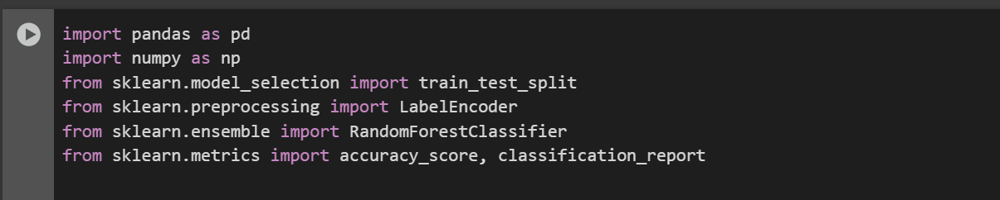 import pandas as pd
import numpy as np
from sklearn.model_selection import train_test_split
from sklearn.preprocessing import LabelEncoder
from sklearn.ensemble import RandomForestClassifier
from sklearn.metrics import accuracy_score, classification_report